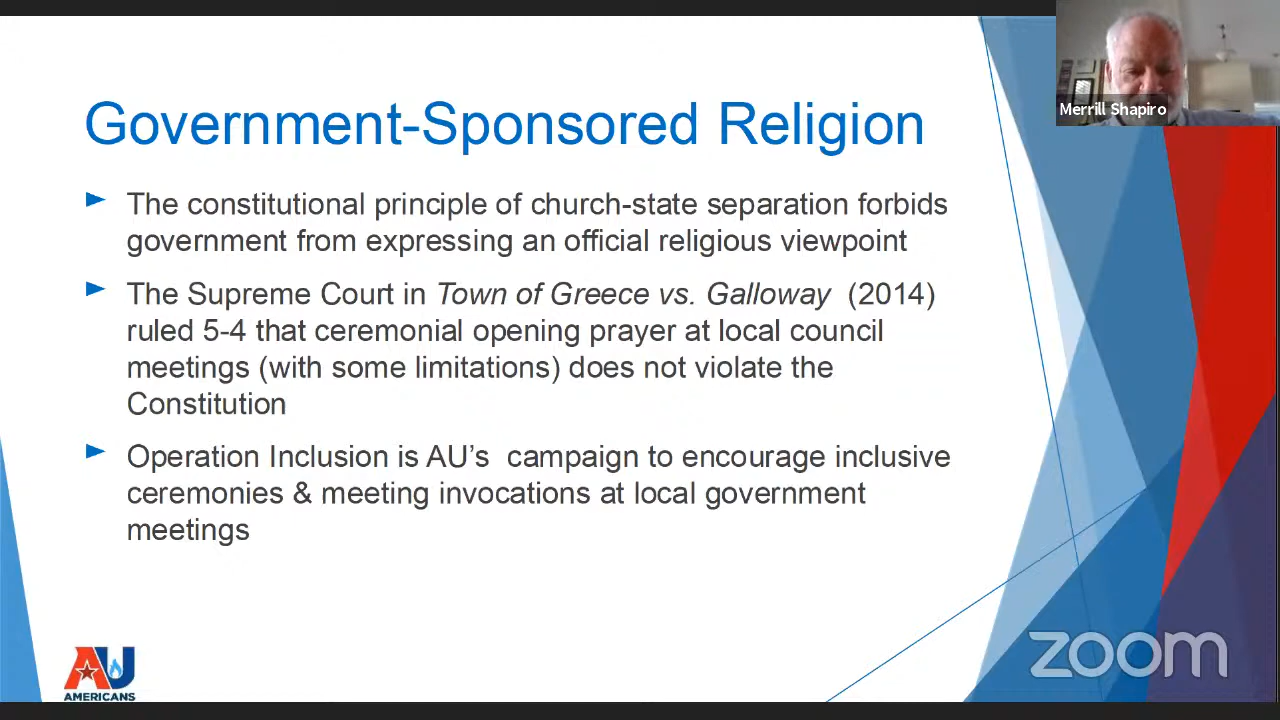 Merrill Shapiro
Government-Sponsored Religion
The constitutional principle of church-state separation forbids
government from expressing an official religious viewpoint
The Supreme Court in Town of Greece vs. Galloway (2014)
ruled 5-4 that ceremonial opening prayer at local council
meetings (with some limitations) does not violate the
Constitution
Operation Inclusion is AU’s campaign to encourage inclusive
ceremonies & meeting invocations at local government
meetings
AU
AMERICANS
zoom